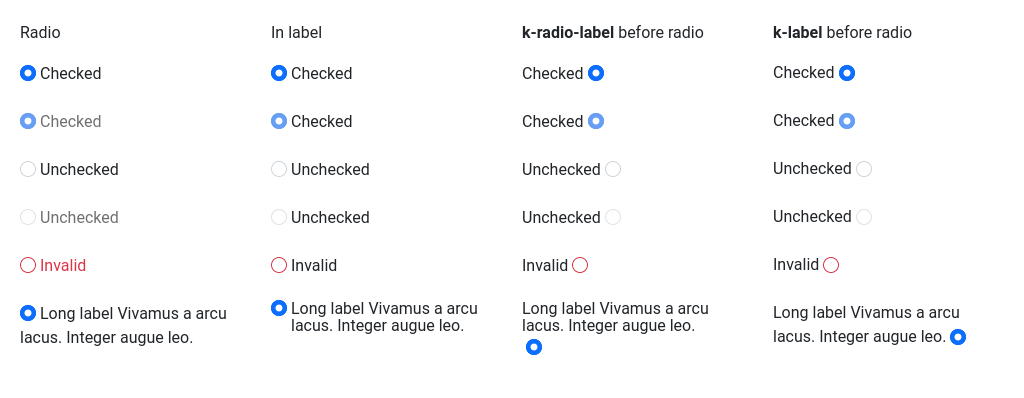 Radio
Checked
Checked
Unchecked
Unchecked
Invalid
Long label Vivamus a arcu
lacus. Integer augue leo.
In label
Checked
Checked
Unchecked
Unchecked
Invalid
Long label Vivamus a arcu
lacus. Integer augue leo.
k-radio-label before radio
Checked
Checked
Unchecked
Unchecked
Invalid
Long label Vivamus a arcu
lacus. Integer augue leo.
k-label before radio
Checked
Checked
Unchecked
Unchecked
Invalid
Long label Vivamus a arcu
lacus. Integer augue leo.